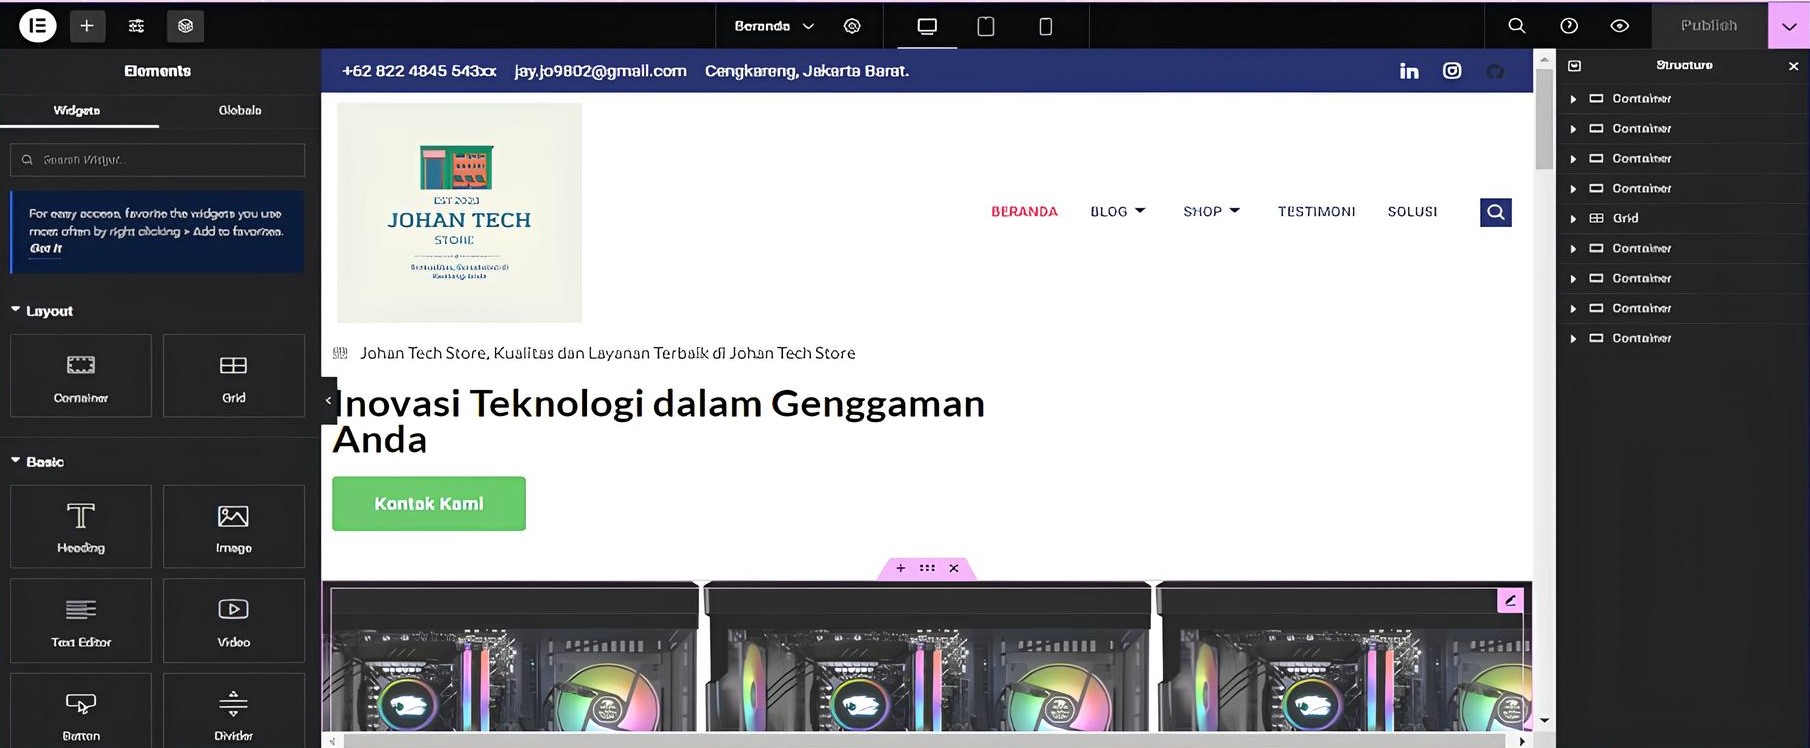 Beranda
Publish
Elements
Widgets
Globals
Search Widget...
For easy access, favorite the widgets you use
most often by right clicking > Add to favorites.
Got It
Layout
Container
Grid
Basic
Heading
Image
Text Editor
Video
Button
Divider
+62 822 4845 543xx
jay.jo9802@gmail.com
Cengkareng, Jakarta Barat.
EST 2023
JOHAN TECH
STORE
BERANDA
BLOG
SHOP
TESTIMONI
SOLUSI
Johan Tech Store, Kualitas dan Layanan Terbaik di Johan Tech Store
Inovasi Teknologi dalam Genggaman
Anda
Kontak Kami
Structure
Container
Container
Container
Container
Grid
Container
Container
Container
Container